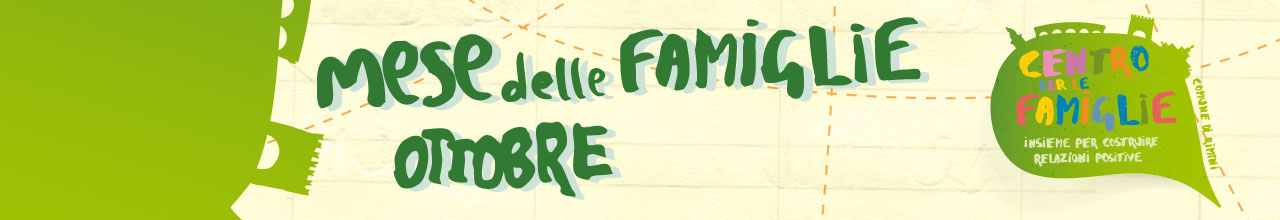 mese delle FAMiGLiE
OTTOBRE
CENTRO
PER LE
FAMiGLiE
iNSiEME PER COSTRUiRE
RELAZiONi POSiTiVE
COMUNE Di RiMiNi